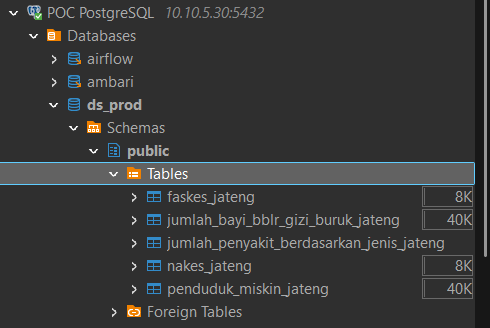 POC PostgreSQL 10.10.5.30:5432
Databases
airflow
ambari
ds_prod
Schemas
public
Tables
faskes_jateng 8K
jumlah_bayi_bblr_gizi_buruk_jateng 40K
jumlah_penyakit_berdasarkan_jenis_jateng
nakes_jateng 8K
penduduk_miskin_jateng 40K
Foreign Tables